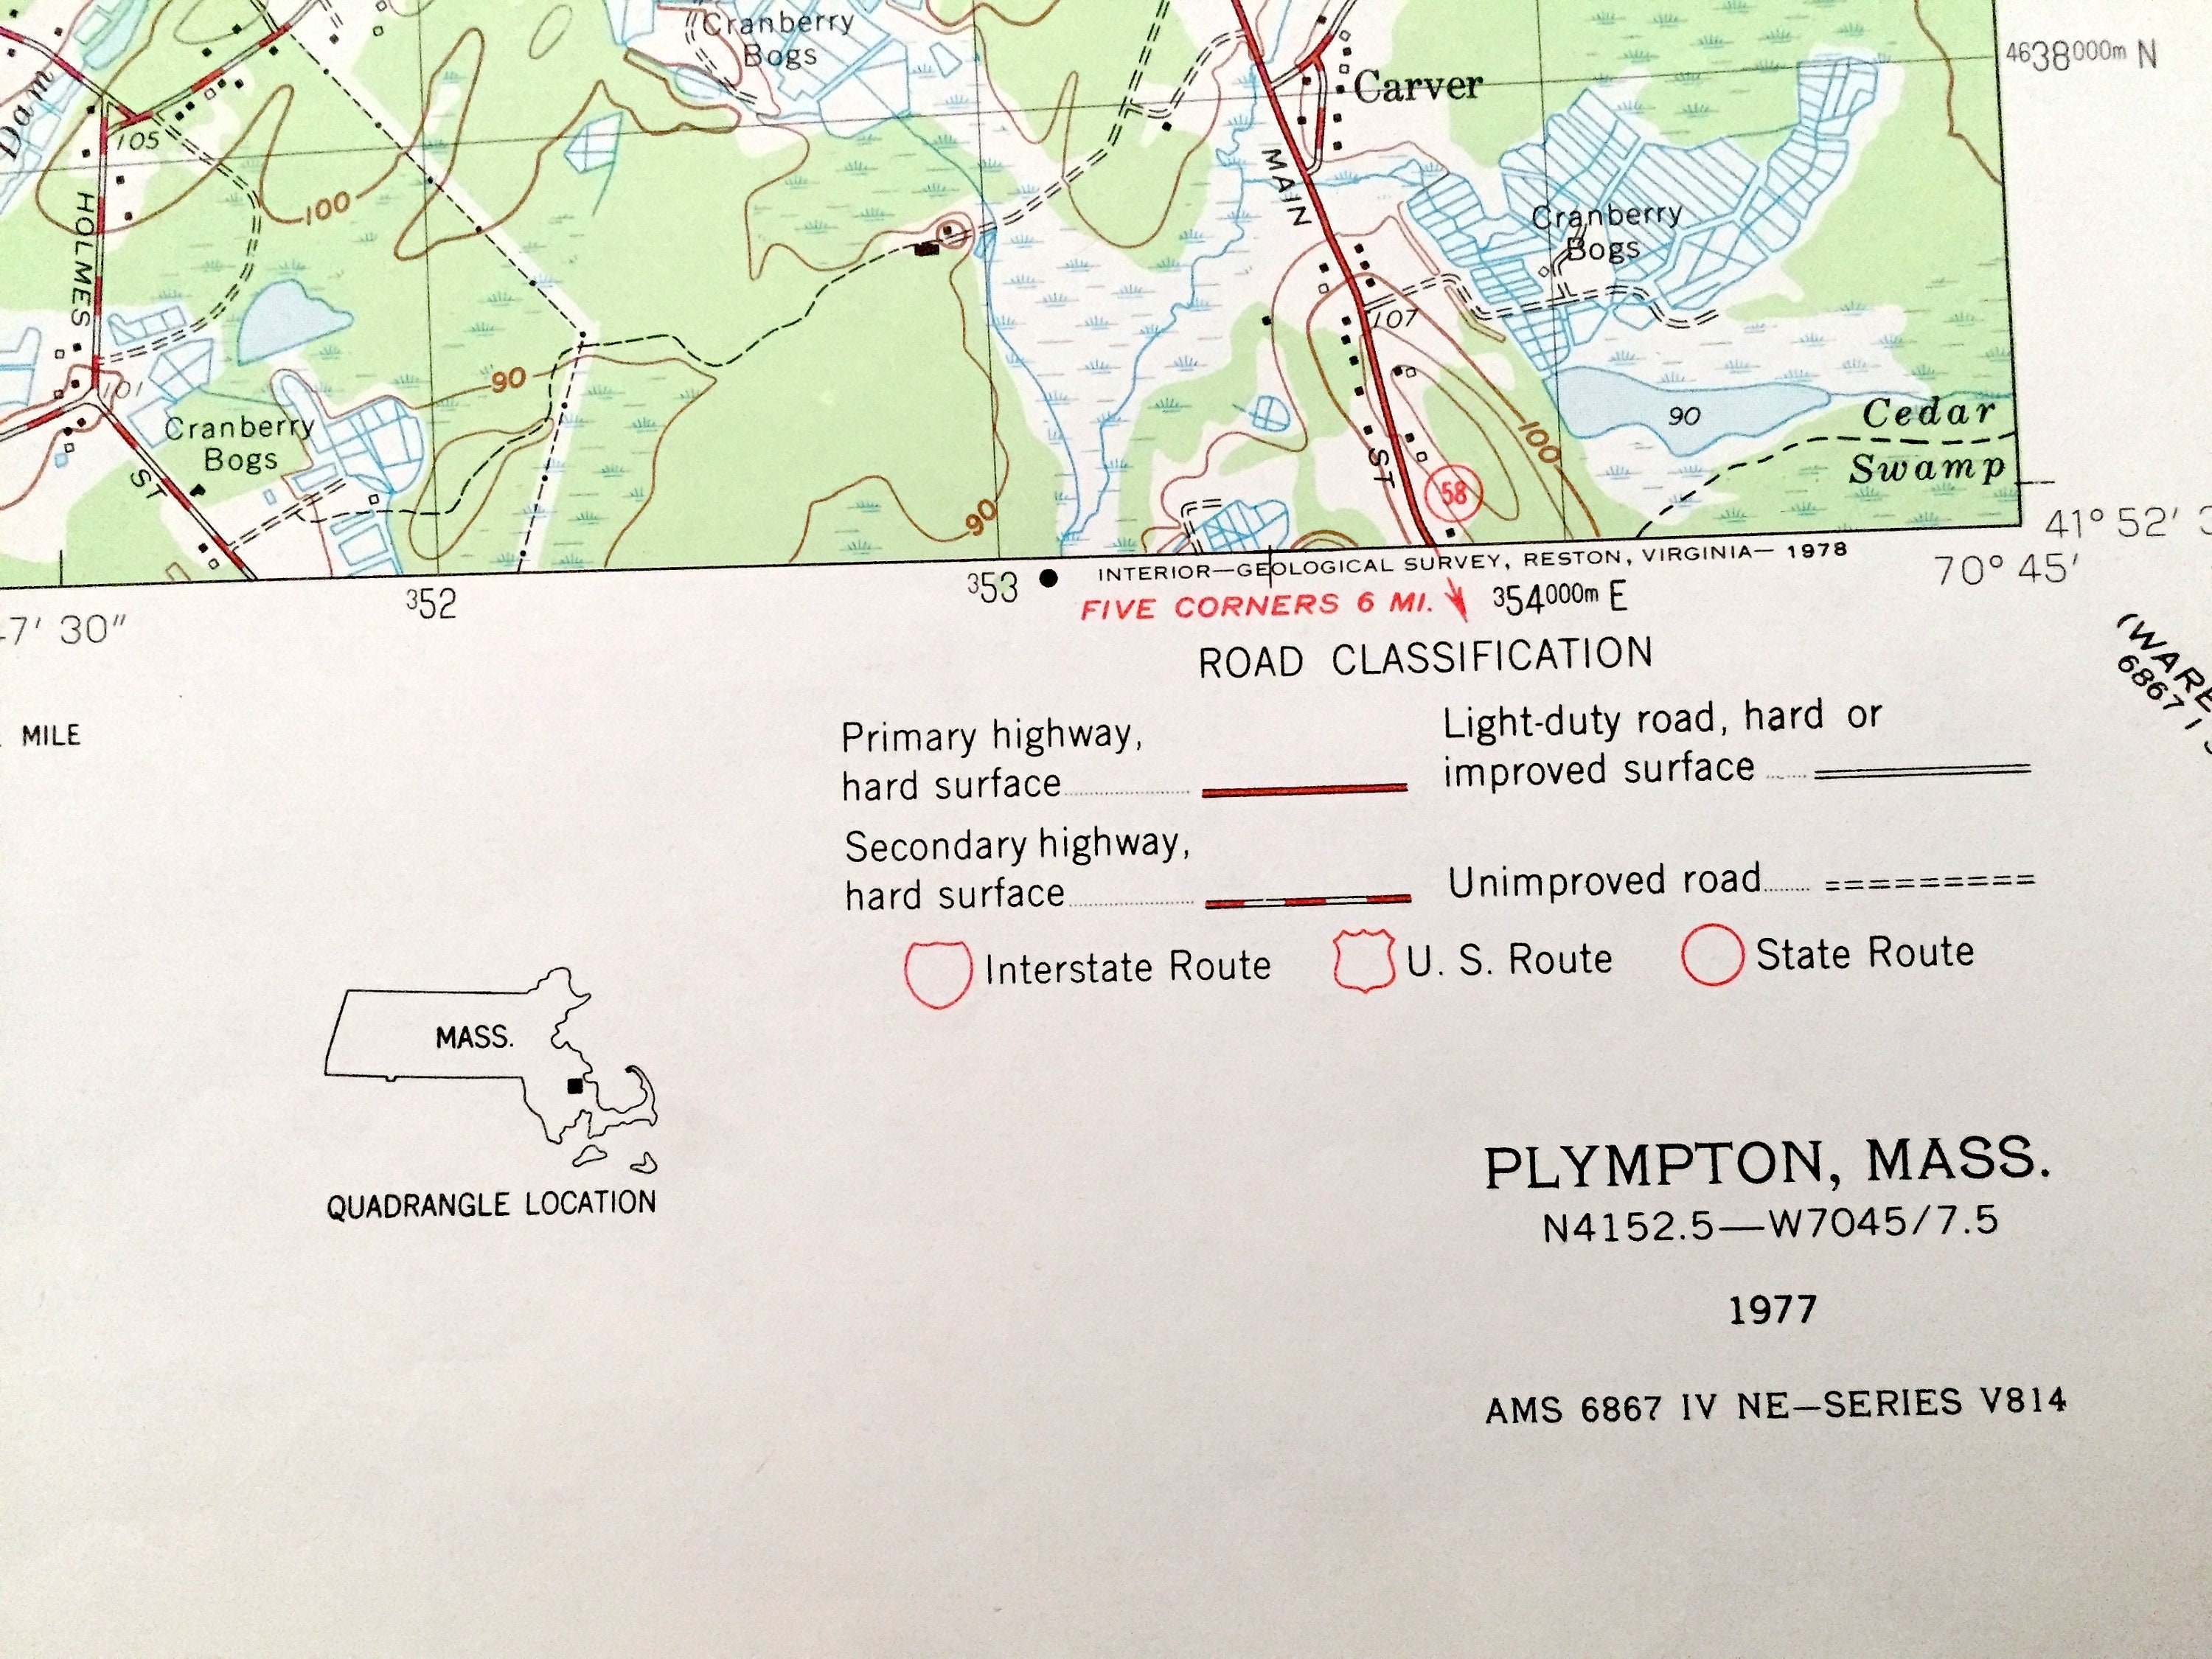 Cranberry
Bogs
4638000m N
Carver
Dam
105
HOLMES
100
MAIN
Cranberry
Bogs
107
90
101
Cranberry
Bogs
ST
90
Cedar
Swamp
100
ST
58
90
41° 52'
70° 45'
INTERIOR—GEOLOGICAL SURVEY, RESTON, VIRGINIA— 1978
352
353
FIVE CORNERS 6 MI.
354000m E
7' 30"
ROAD CLASSIFICATION
MILE
Primary highway,
hard surface
Light-duty road, hard or
improved surface
Secondary highway,
hard surface
Unimproved road
Interstate Route
U. S. Route
State Route
MASS.
QUADRANGLE LOCATION
PLYMPTON, MASS.
N4152.5—W7045/7.5
1977
AMS 6867 IV NE—SERIES V814
6867 I